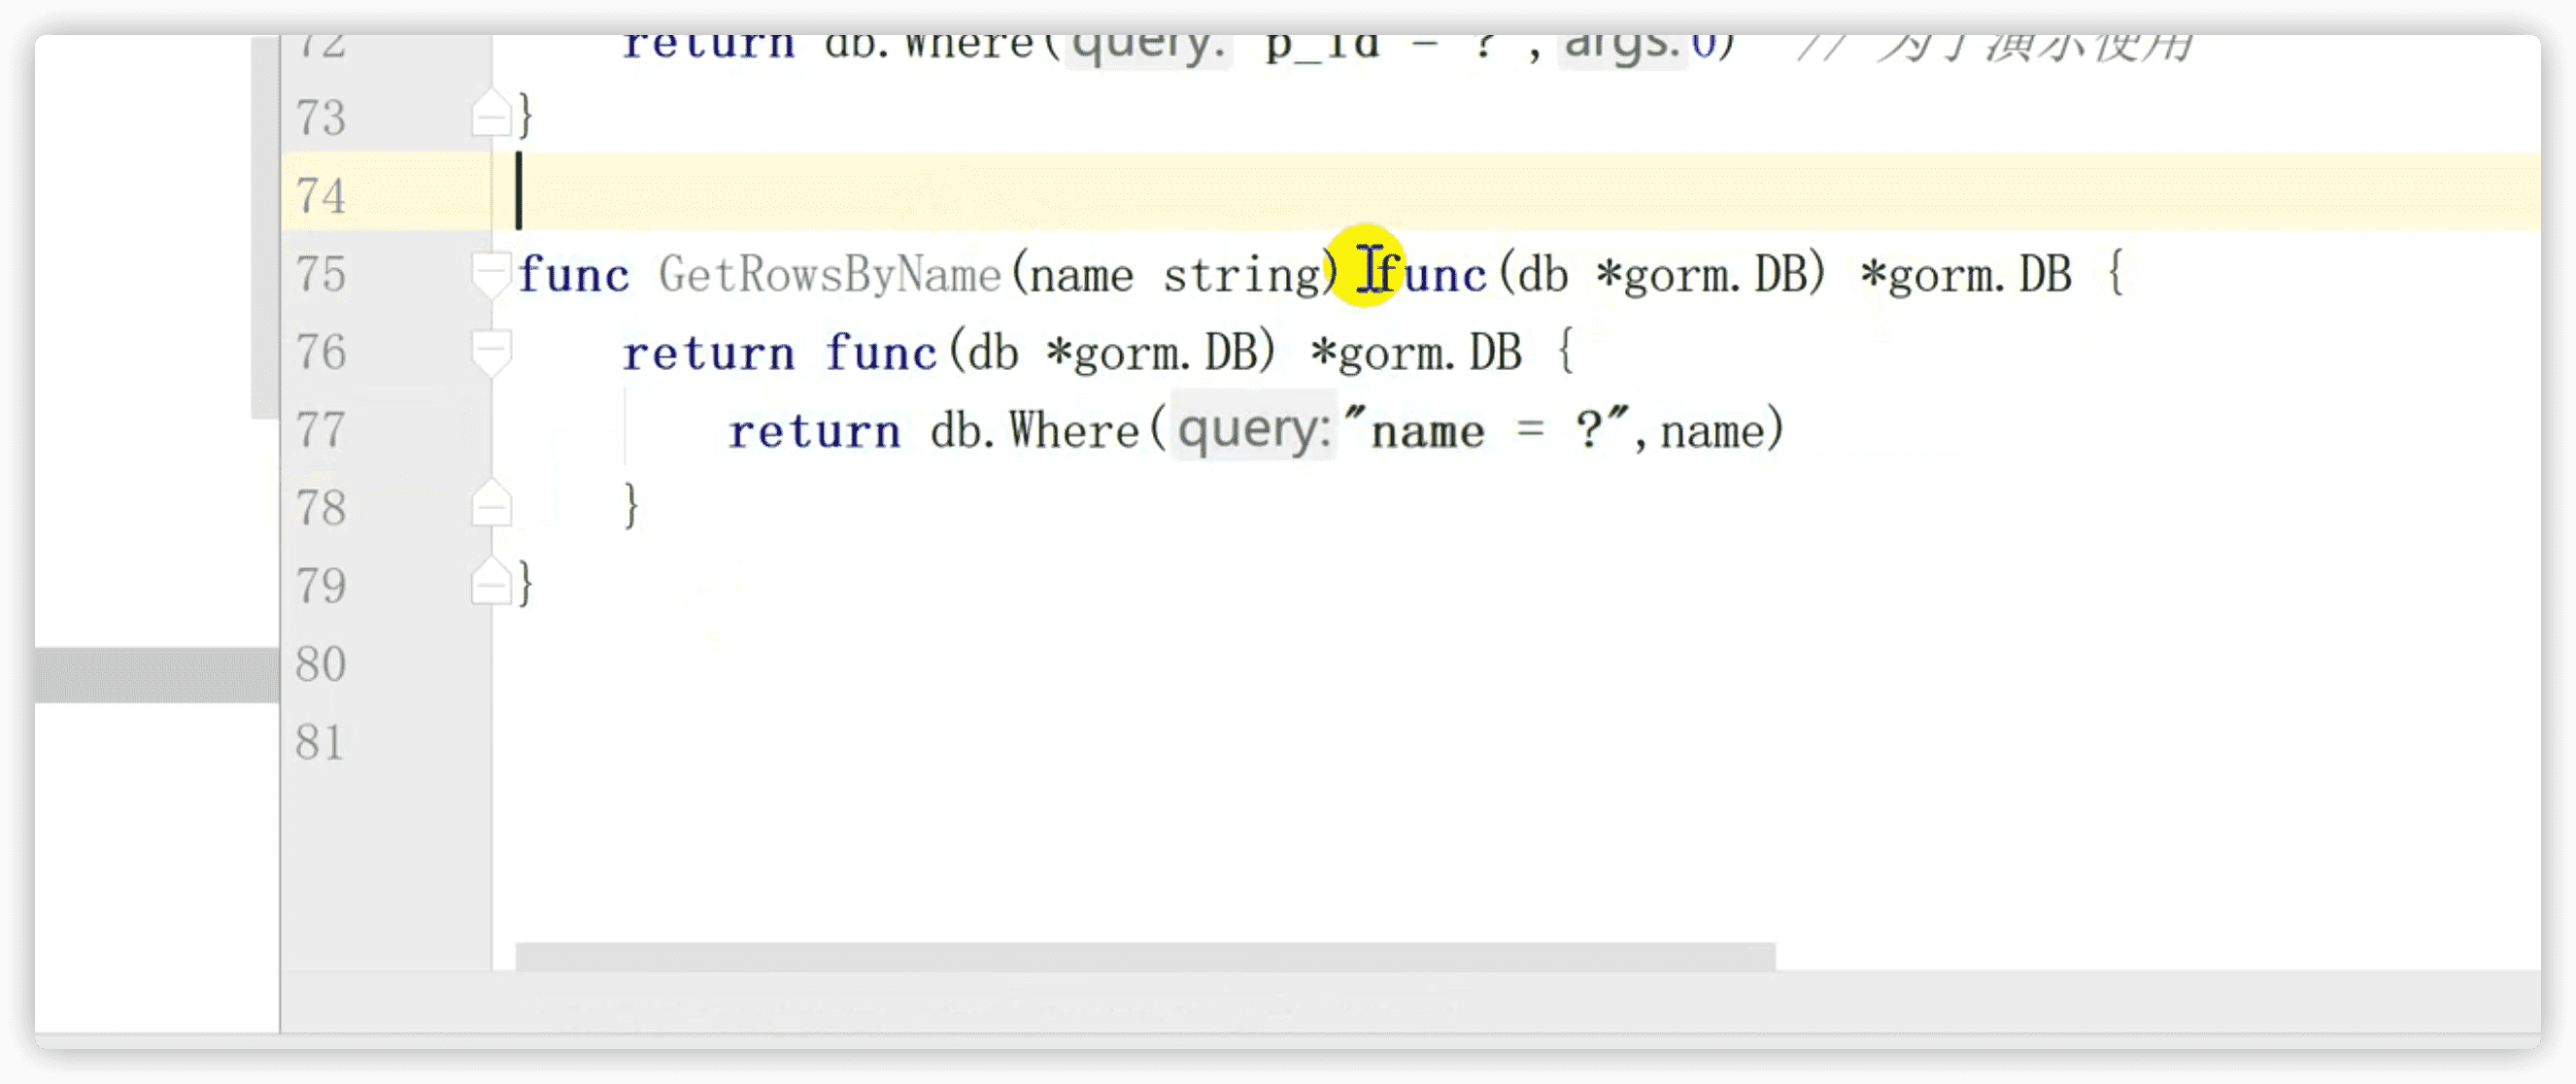 72 return db.Where(query: "p_id = ?", args: 0) // 为了演示使用
73 }
74
75 func GetRowsByName(name string) func(db *gorm.DB) *gorm.DB {
76 return func(db *gorm.DB) *gorm.DB {
77 return db.Where(query: "name = ?",name)
78 }
79 }
80
81